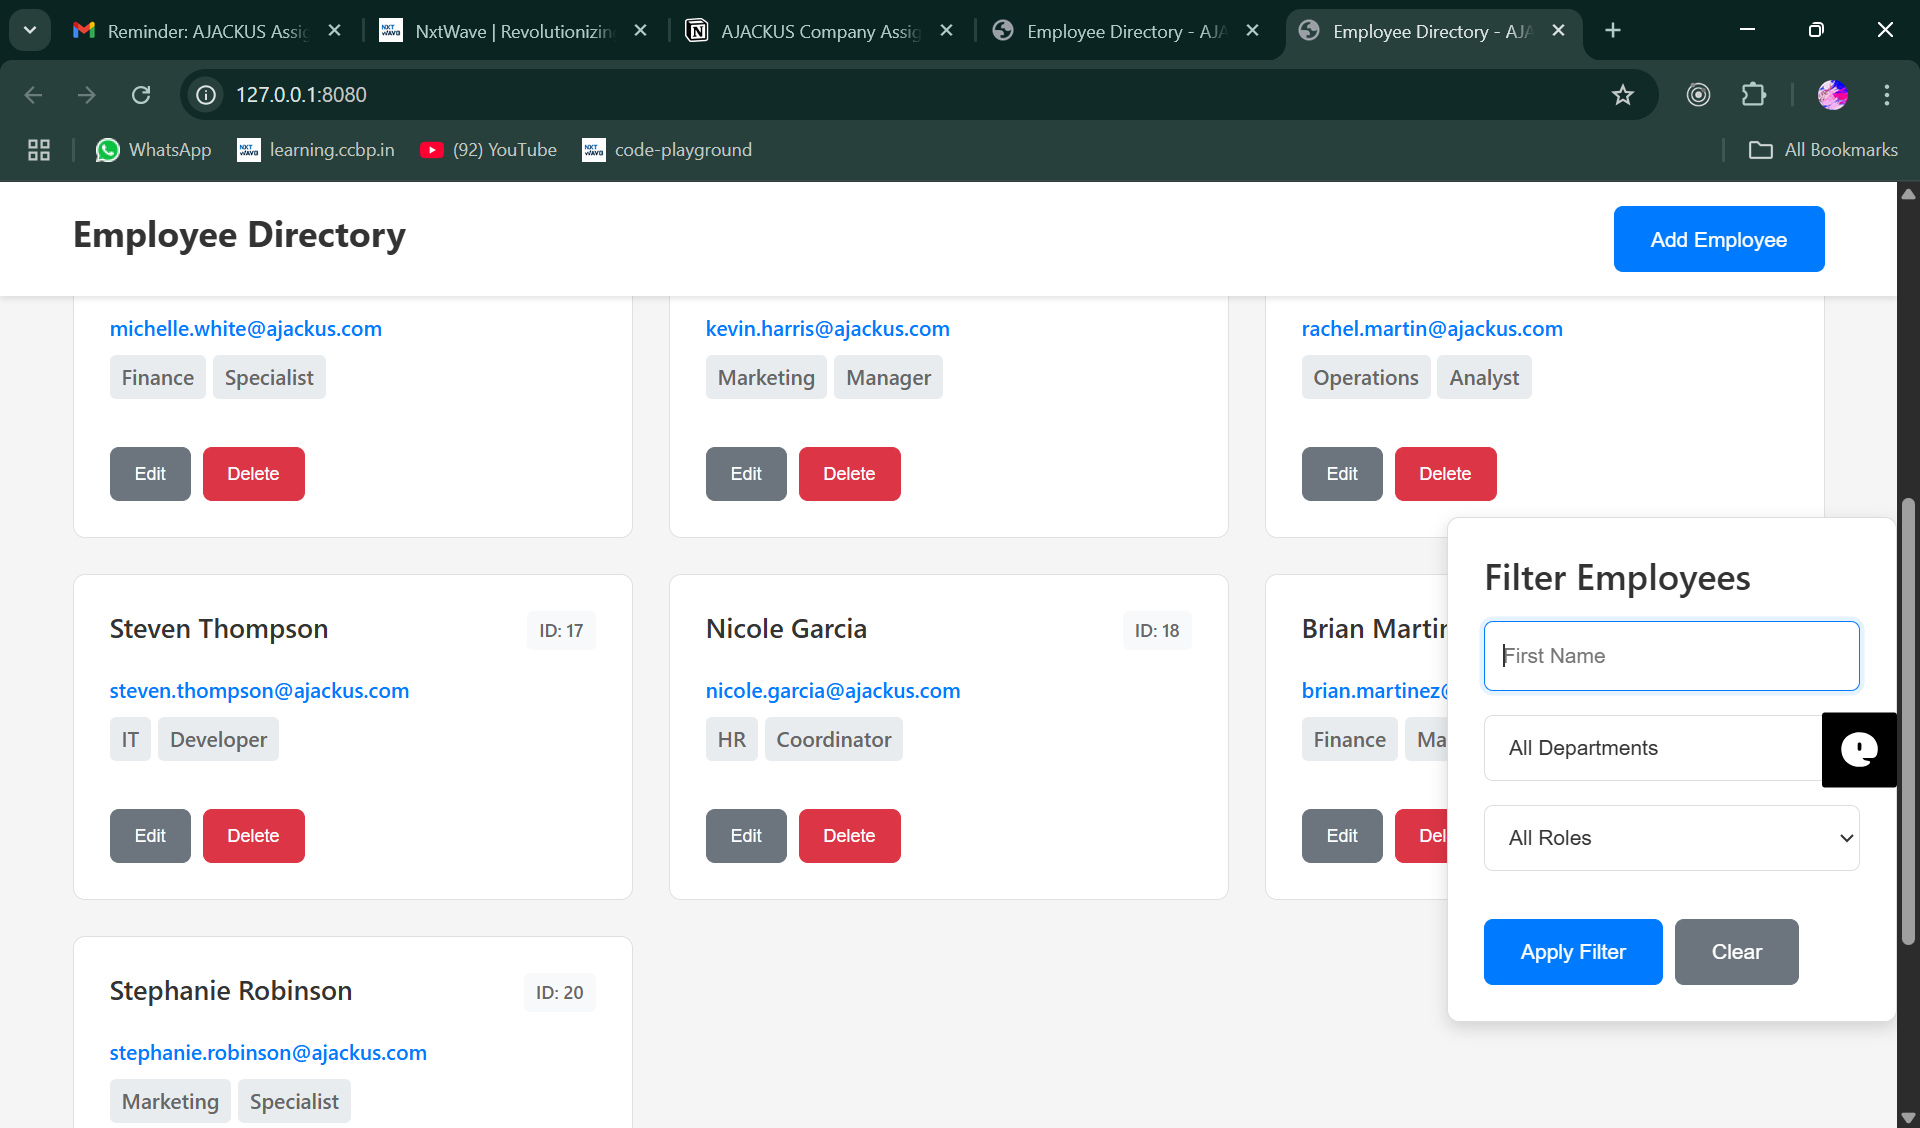 Reminder: AJACKUS Assig
NxtWave | Revolutionizin
AJACKUS Company Assig
Employee Directory - AJA
Employee Directory - AJA
127.0.0.1:8080
WhatsApp
learning.ccbp.in
(92) YouTube
code-playground
All Bookmarks
Employee Directory
Add Employee
michelle.white@ajackus.com
Finance Specialist
Edit Delete
kevin.harris@ajackus.com
Marketing Manager
Edit Delete
rachel.martin@ajackus.com
Operations Analyst
Edit Delete
Steven Thompson ID: 17
steven.thompson@ajackus.com
IT Developer
Edit Delete
Nicole Garcia ID: 18
nicole.garcia@ajackus.com
HR Coordinator
Edit Delete
Brian Martin
brian.martinez@
Finance Ma
Edit Del
Stephanie Robinson ID: 20
stephanie.robinson@ajackus.com
Marketing Specialist
Filter Employees
First Name
All Departments
All Roles
Apply Filter Clear